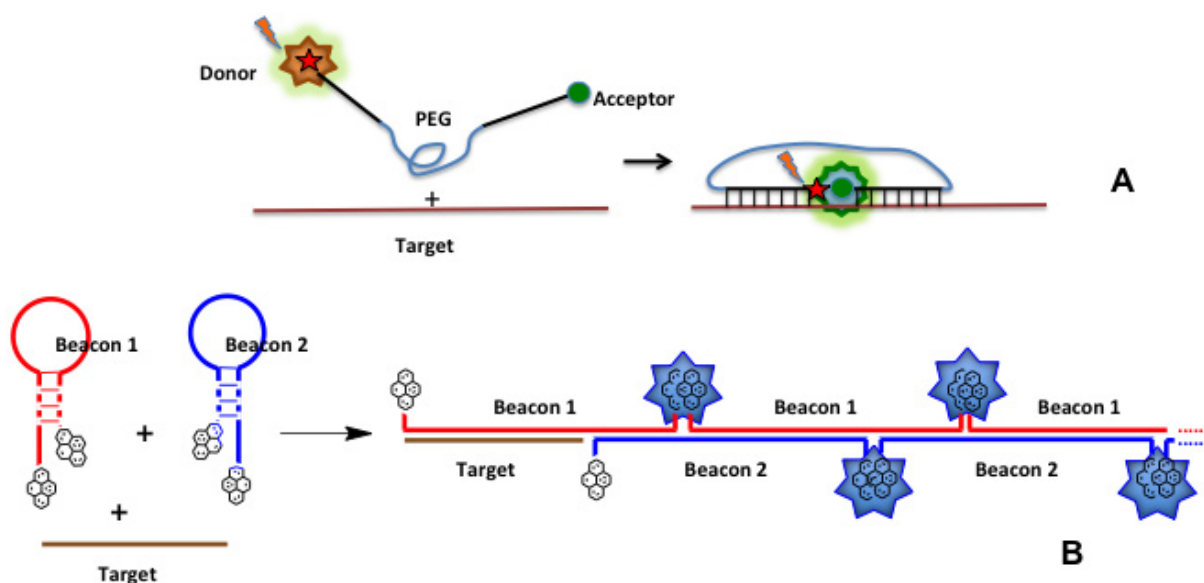 Donor
PEG
Acceptor
+
Target
A
Beacon 1
+
Beacon 2
+
Target
Beacon 1
Beacon 1
Beacon 1
Target
Beacon 2
Beacon 2
B